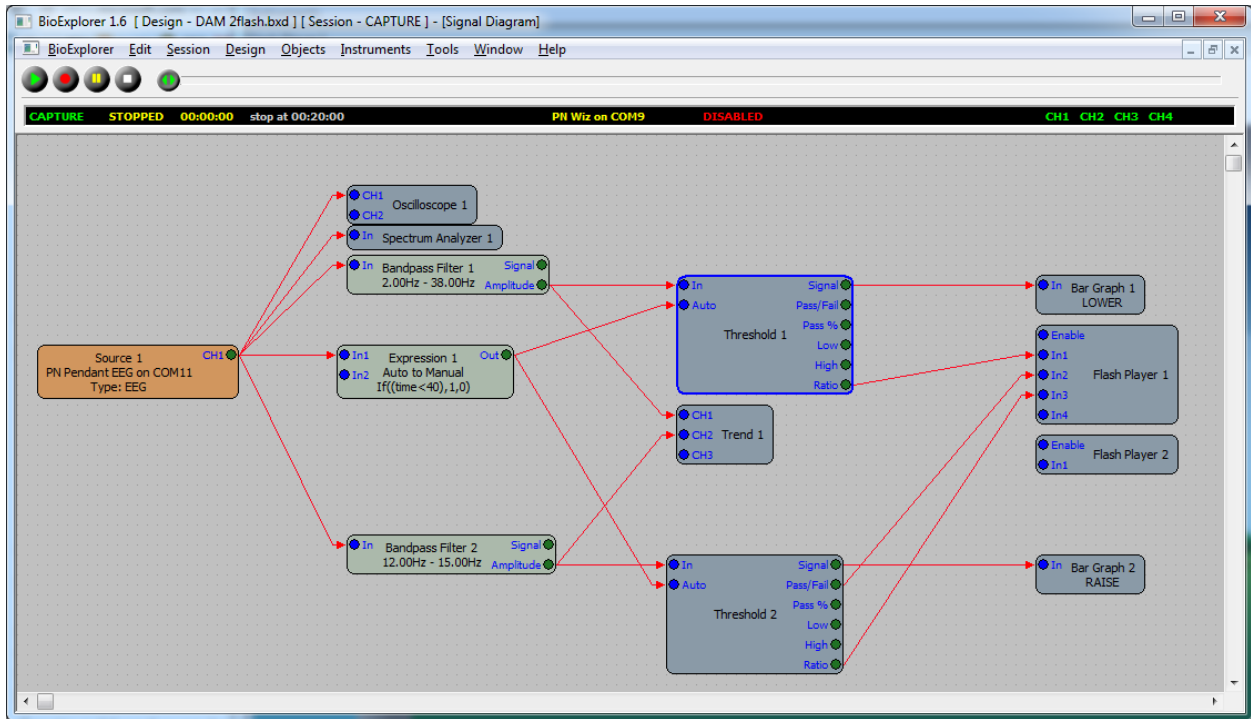 BioExplorer 1.6 [ Design - DAM 2flash.bxd ] [ Session - CAPTURE ] - [Signal Diagram]
BioExplorer Edit Session Design Objects Instruments Tools Window Help
CAPTURE STOPPED 00:00:00 stop at 00:20:00 PN Wiz on COM9 DISABLED CH1 CH2 CH3 CH4
CH1
Oscilloscope 1
CH2
In Spectrum Analyzer 1
In Bandpass Filter 1 Signal
2.00Hz - 38.00Hz Amplitude
Source 1 CH1
PN Pendant EEG on COM11
Type: EEG
In1 Expression 1 Out
In2 Auto to Manual
If((time<40),1,0)
In Bandpass Filter 2 Signal
12.00Hz - 15.00Hz Amplitude
In Signal
Auto Pass/Fail
Threshold 1 Pass %
Low
High
Ratio
CH1
CH2 Trend 1
CH3
In Signal
Auto Pass/Fail
Threshold 2 Pass %
Low
High
Ratio
In Bar Graph 1
LOWER
Enable
In1
In2 Flash Player 1
In3
In4
Enable
Flash Player 2
In1
In Bar Graph 2
RAISE